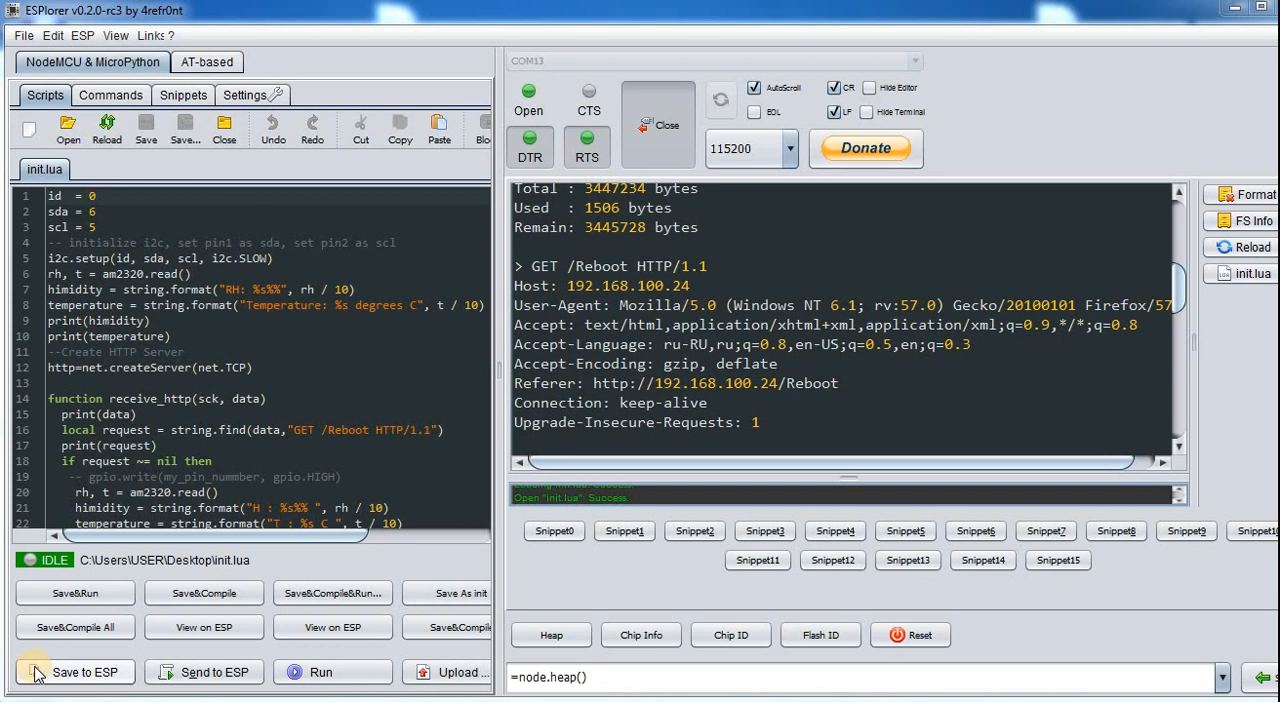 ESPlorer v0.2.0-rc3 by 4refr0nt
File Edit ESP View Links ?
NodeMCU & MicroPython AT-based
Scripts Commands Snippets Settings
Open Reload Save Save... Close Undo Redo Cut Copy Paste Bloc
init.lua
1 id = 0
2 sda = 6
3 scl = 5
4 -- initialize i2c, set pin1 as sda, set pin2 as scl
5 i2c.setup(id, sda, scl, i2c.SLOW)
6 rh, t = am2320.read()
7 himidity = string.format("RH: %s%%", rh / 10)
8 temperature = string.format("Temperature: %s degrees C", t / 10)
9 print(himidity)
10 print(temperature)
11 --Create HTTP Server
12 http=net.createServer(net.TCP)
13
14 function receive_http(sck, data)
15 print(data)
16 local request = string.find(data,"GET /Reboot HTTP/1.1")
17 print(request)
18 if request ~= nil then
19 -- gpio.write(my_pin_nummber, gpio.HIGH)
20 rh, t = am2320.read()
21 himidity = string.format("H : %s%% ", rh / 10)
22 temperature = string.format("T : %s C ", t / 10)
IDLE C:\Users\USER\Desktop\init.lua
Save&Run Save&Compile Save&Compile&Run... Save As init
Save&Compile All View on ESP View on ESP Save&Compil
Save to ESP Send to ESP Run Upload ...
COM13
Open CTS Close AutoScroll CR Hide Editor
EOL LF Hide Terminal
DTR RTS 115200 Donate
Total : 3447234 bytes
Used : 1506 bytes
Remain: 3445728 bytes
> GET /Reboot HTTP/1.1
Host: 192.168.100.24
User-Agent: Mozilla/5.0 (Windows NT 6.1; rv:57.0) Gecko/20100101 Firefox/57
Accept: text/html,application/xhtml+xml,application/xml;q=0.9,*/*;q=0.8
Accept-Language: ru-RU,ru;q=0.8,en-US;q=0.5,en;q=0.3
Accept-Encoding: gzip, deflate
Referer: http://192.168.100.24/Reboot
Connection: keep-alive
Upgrade-Insecure-Requests: 1
Format
FS Info
Reload
init.lua
Open "init.lua": Success.
Snippet0 Snippet1 Snippet2 Snippet3 Snippet4 Snippet5 Snippet6 Snippet7 Snippet8 Snippet9 Snippet10
Snippet11 Snippet12 Snippet13 Snippet14 Snippet15
Heap Chip Info Chip ID Flash ID Reset
=node.heap()